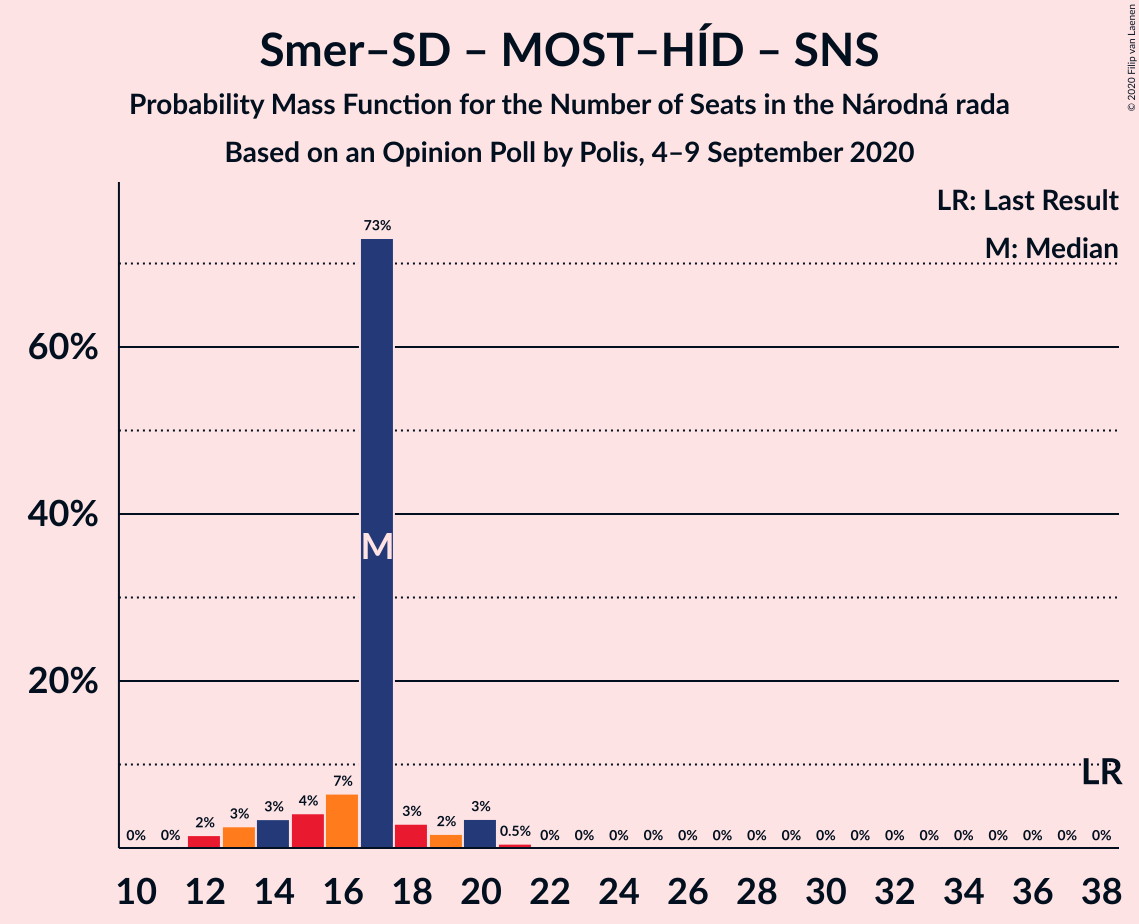 Smer–SD – MOST–HÍD – SNS
Probability Mass Function for the Number of Seats in the Národná rada
Based on an Opinion Poll by Polis, 4–9 September 2020
© 2020 Filip van Laenen
LR: Last Result
M: Median
60%
40%
20%
73%
M
LR
0% 0% 2% 3% 3% 4% 7% 3% 2% 3% 0.5% 0% 0% 0% 0% 0% 0% 0% 0% 0% 0% 0% 0% 0% 0% 0% 0% 0%
10 12 14 16 18 20 22 24 26 28 30 32 34 36 38